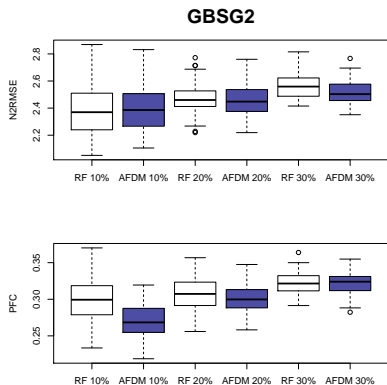 GBSG2
N2RMSE
2.8
2.6
2.4
2.2
RF 10% AFDM 10% RF 20% AFDM 20% RF 30% AFDM 30%
PFC
0.35
0.30
0.25
RF 10% AFDM 10% RF 20% AFDM 20% RF 30% AFDM 30%